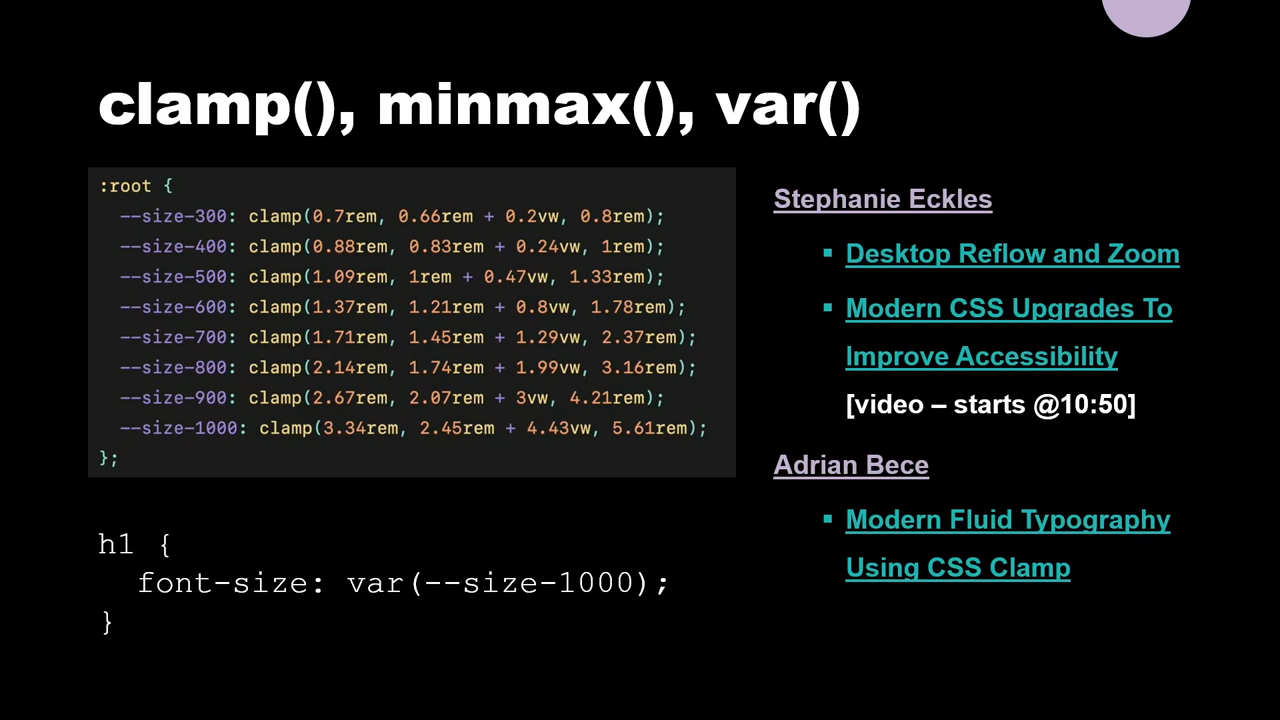 clamp(), minmax(), var()
:root {
  --size-300: clamp(0.7rem, 0.66rem + 0.2vw, 0.8rem);
  --size-400: clamp(0.88rem, 0.83rem + 0.24vw, 1rem);
  --size-500: clamp(1.09rem, 1rem + 0.47vw, 1.33rem);
  --size-600: clamp(1.37rem, 1.21rem + 0.8vw, 1.78rem);
  --size-700: clamp(1.71rem, 1.45rem + 1.29vw, 2.37rem);
  --size-800: clamp(2.14rem, 1.74rem + 1.99vw, 3.16rem);
  --size-900: clamp(2.67rem, 2.07rem + 3vw, 4.21rem);
  --size-1000: clamp(3.34rem, 2.45rem + 4.43vw, 5.61rem);
};
h1 {
  font-size: var(--size-1000);
}
Stephanie Eckles
▪ Desktop Reflow and Zoom
▪ Modern CSS Upgrades To
Improve Accessibility
[video – starts @10:50]
Adrian Bece
▪ Modern Fluid Typography
Using CSS Clamp